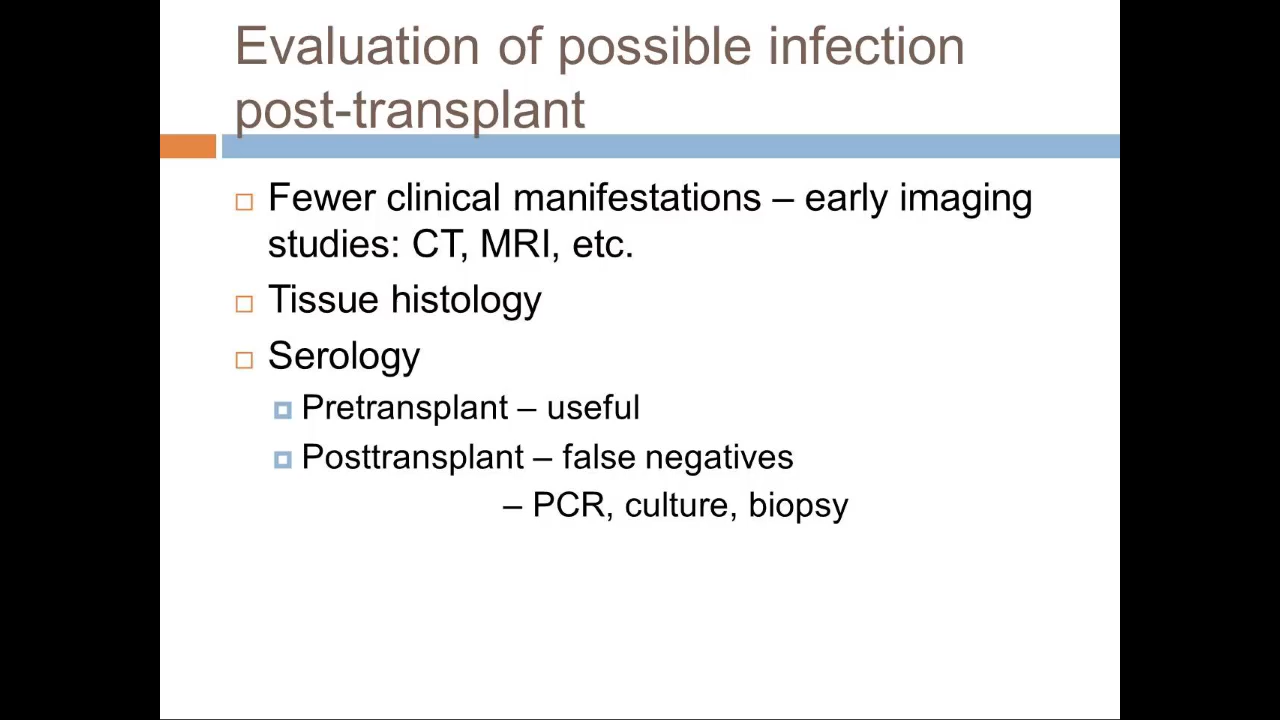 Evaluation of possible infection
post-transplant
Fewer clinical manifestations – early imaging
studies: CT, MRI, etc.
Tissue histology
Serology
Pretransplant – useful
Posttransplant – false negatives
– PCR, culture, biopsy